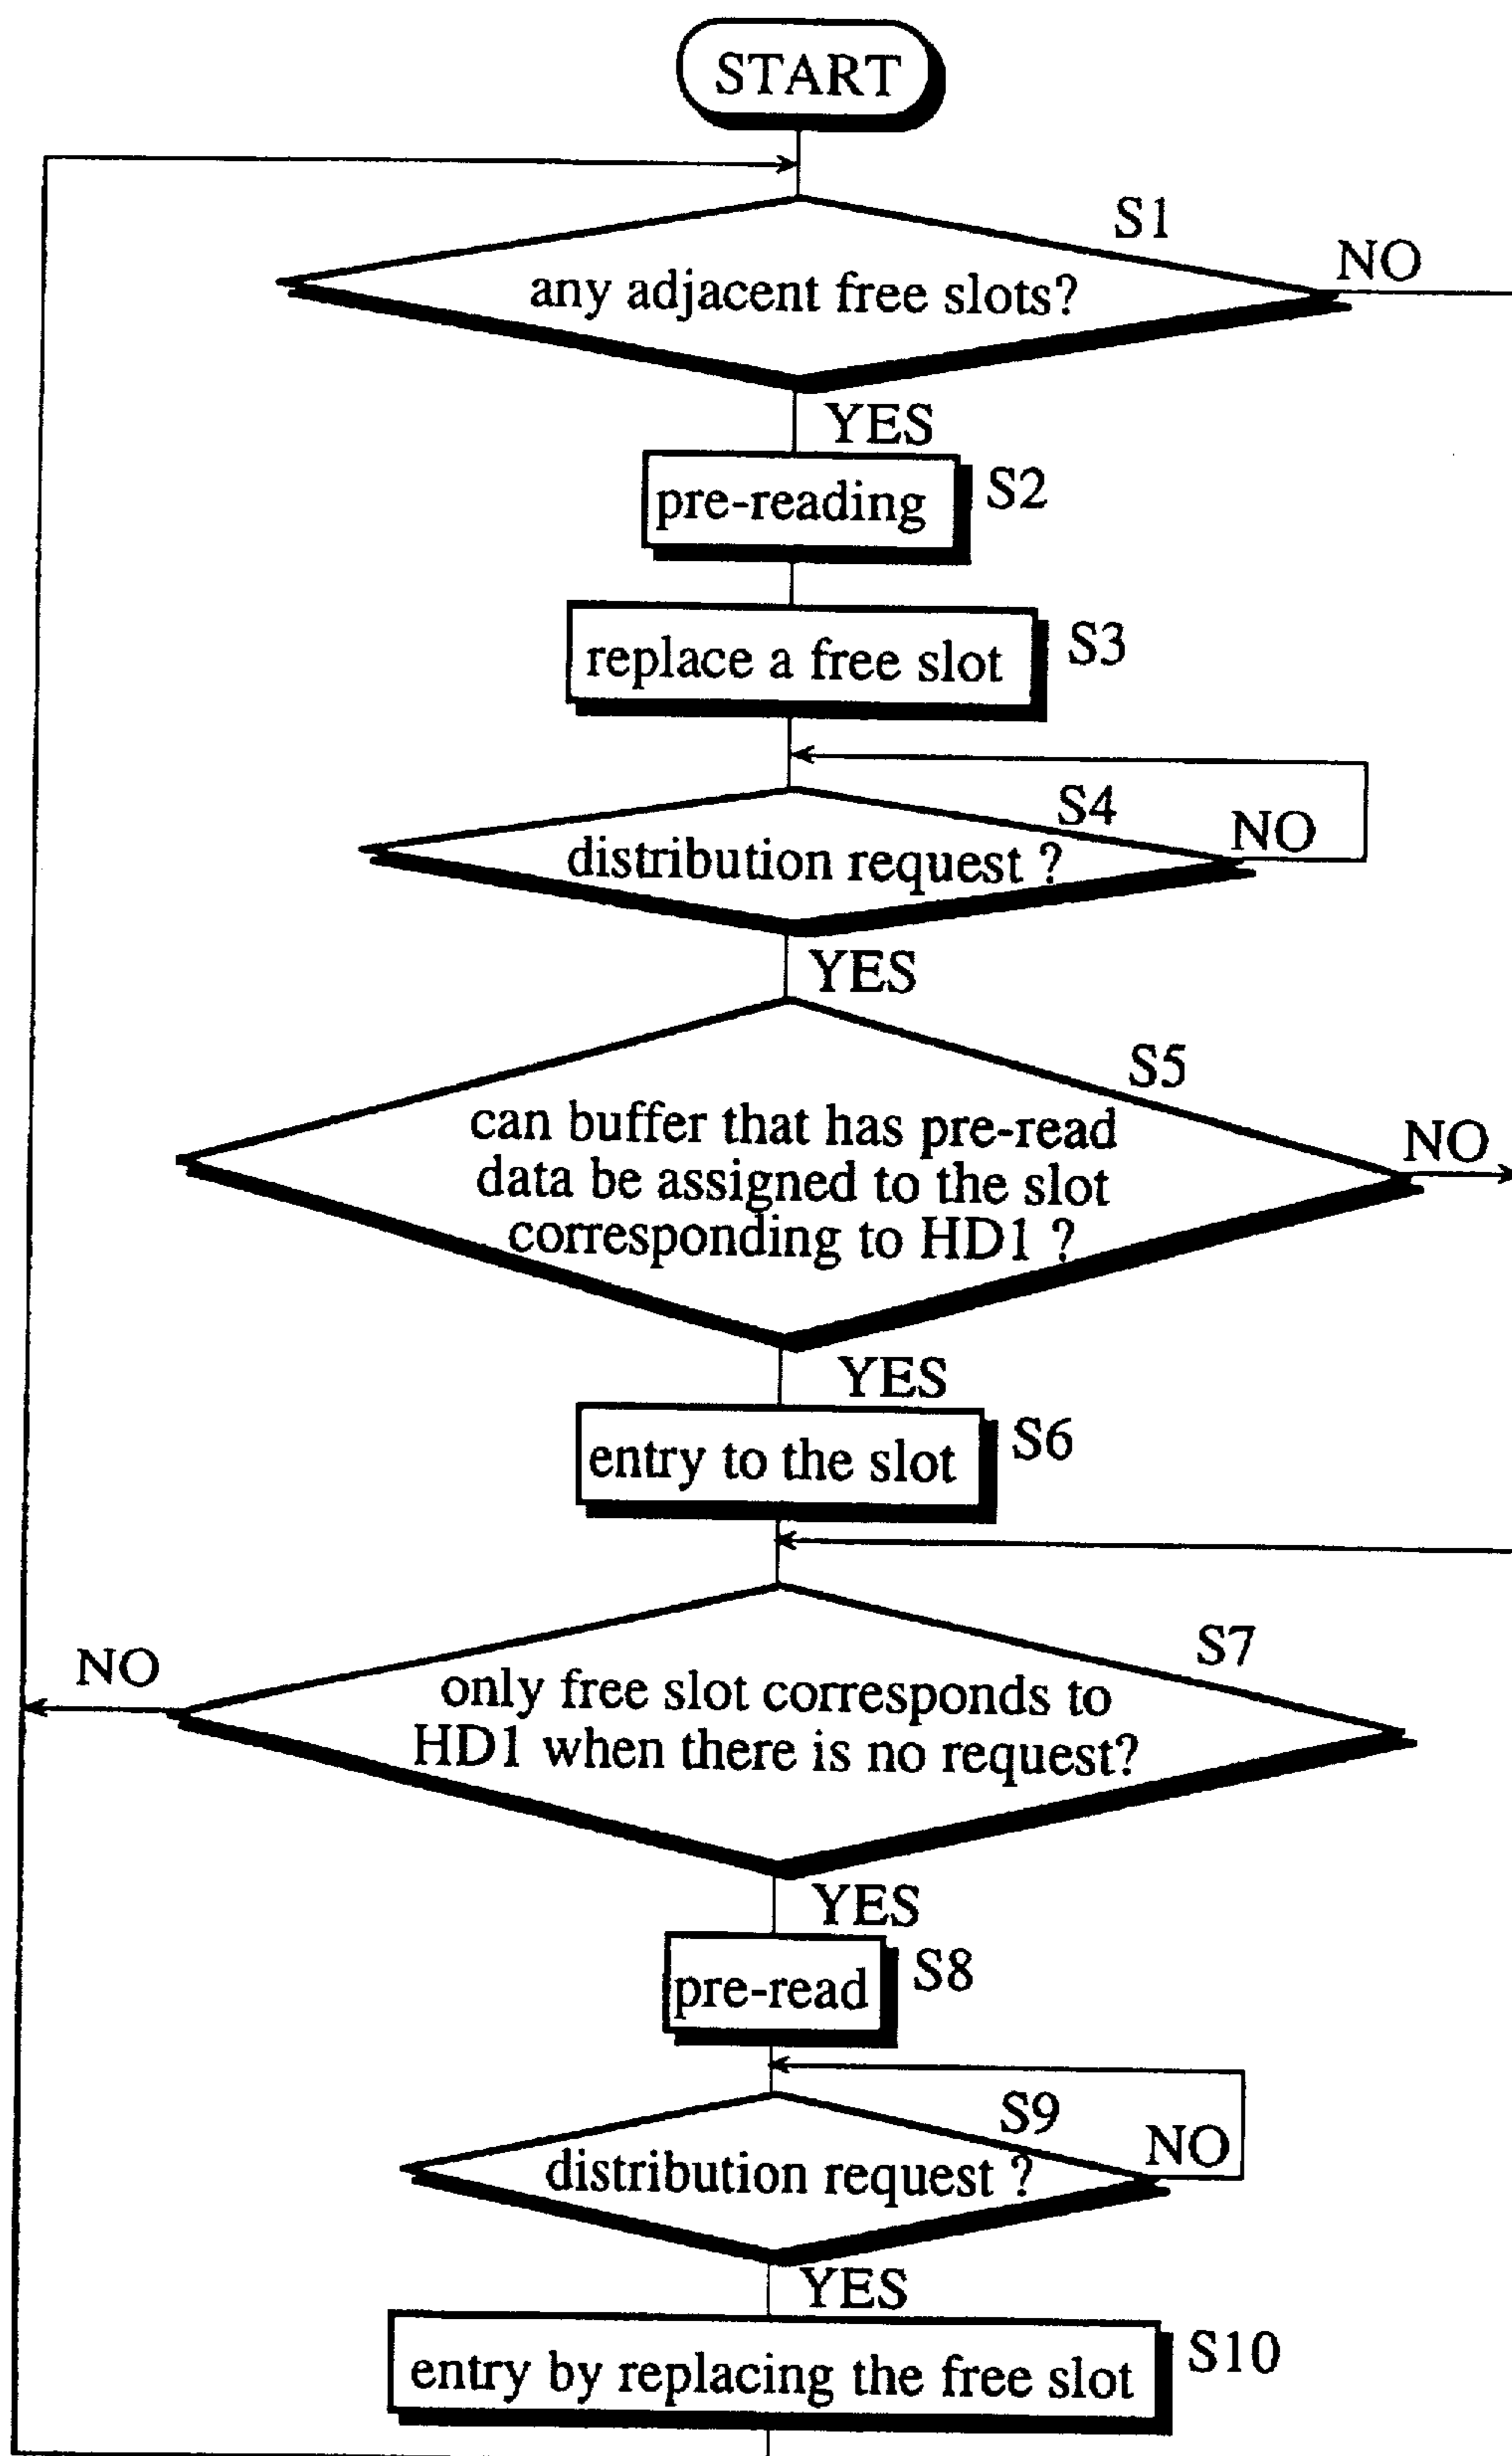 START
S1
NO
any adjacent free slots?
YES
pre-reading
S2
replace a free slot
S3
S4
NO
distribution request ?
YES
S5
NO
can buffer that has pre-read
data be assigned to the slot
corresponding to HD1 ?
YES
entry to the slot
S6
S7
NO
only free slot corresponds to
HD1 when there is no request?
YES
pre-read
S8
S9
NO
distribution request ?
YES
entry by replacing the free slot
S10